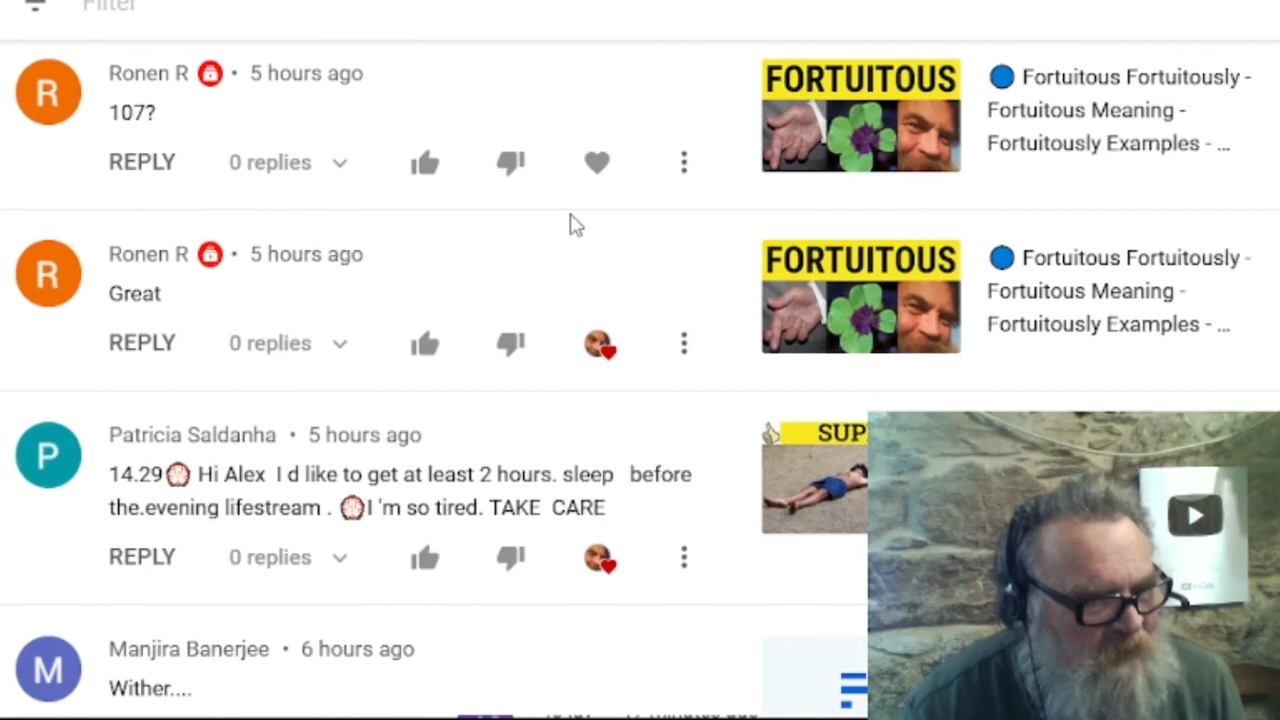 Filter
Ronen R • 5 hours ago
107?
REPLY 0 replies
FORTUITOUS
Fortuitous Fortuitously -
Fortuitous Meaning -
Fortuitously Examples - ...
Ronen R • 5 hours ago
Great
REPLY 0 replies
FORTUITOUS
Fortuitous Fortuitously -
Fortuitous Meaning -
Fortuitously Examples - ...
Patricia Saldanha • 5 hours ago
14.29 Hi Alex I d like to get at least 2 hours. sleep before
the.evening lifestream . I 'm so tired. TAKE CARE
REPLY 0 replies
SUP
Manjira Banerjee • 6 hours ago
Wither....
R
R
P
M